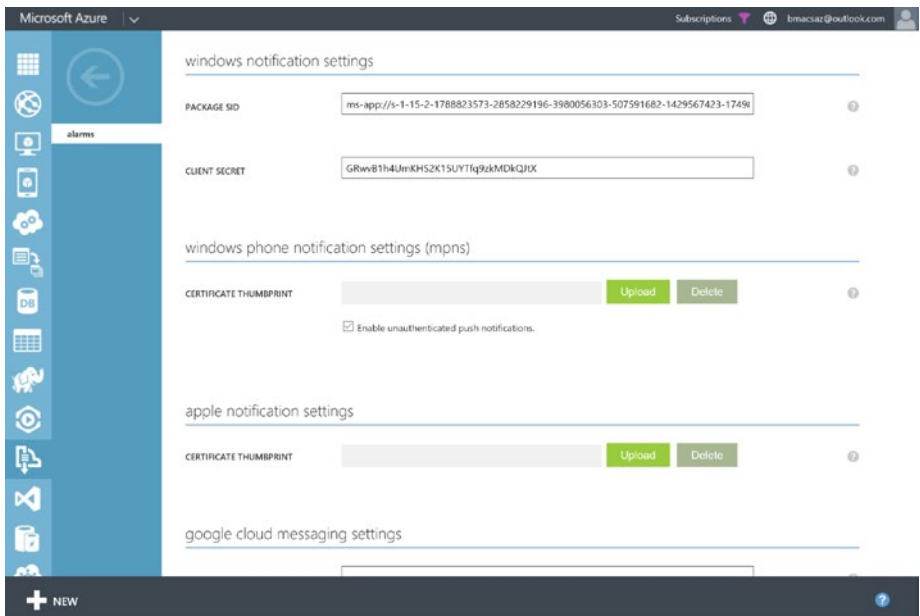 Microsoft Azure
Subscriptions bmacsaz@outlook.com
windows notification settings
PACKAGE SID ms-app://s-1-15-2-1788823573-2858229196-3980056303-507591682-1429567423-1749
alarms
CLIENT SECRET
windows phone notification settings (mpns)
CERTIFICATE THUMBPRINT Upload Delete
Enable unauthenticated push notifications.
apple notification settings
CERTIFICATE THUMBPRINT Upload Delete
google cloud messaging settings
DB
NEW